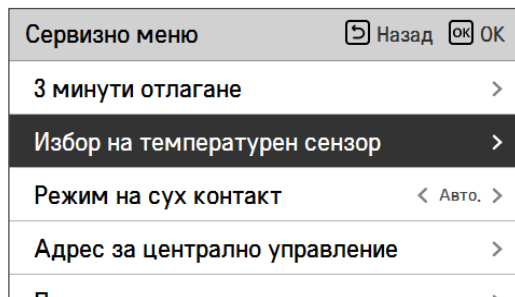 Сервизно меню Назад ОК OK
3 минути отлагане
Избор на температурен сензор
Режим на сух контакт Авто.
Адрес за централно управление